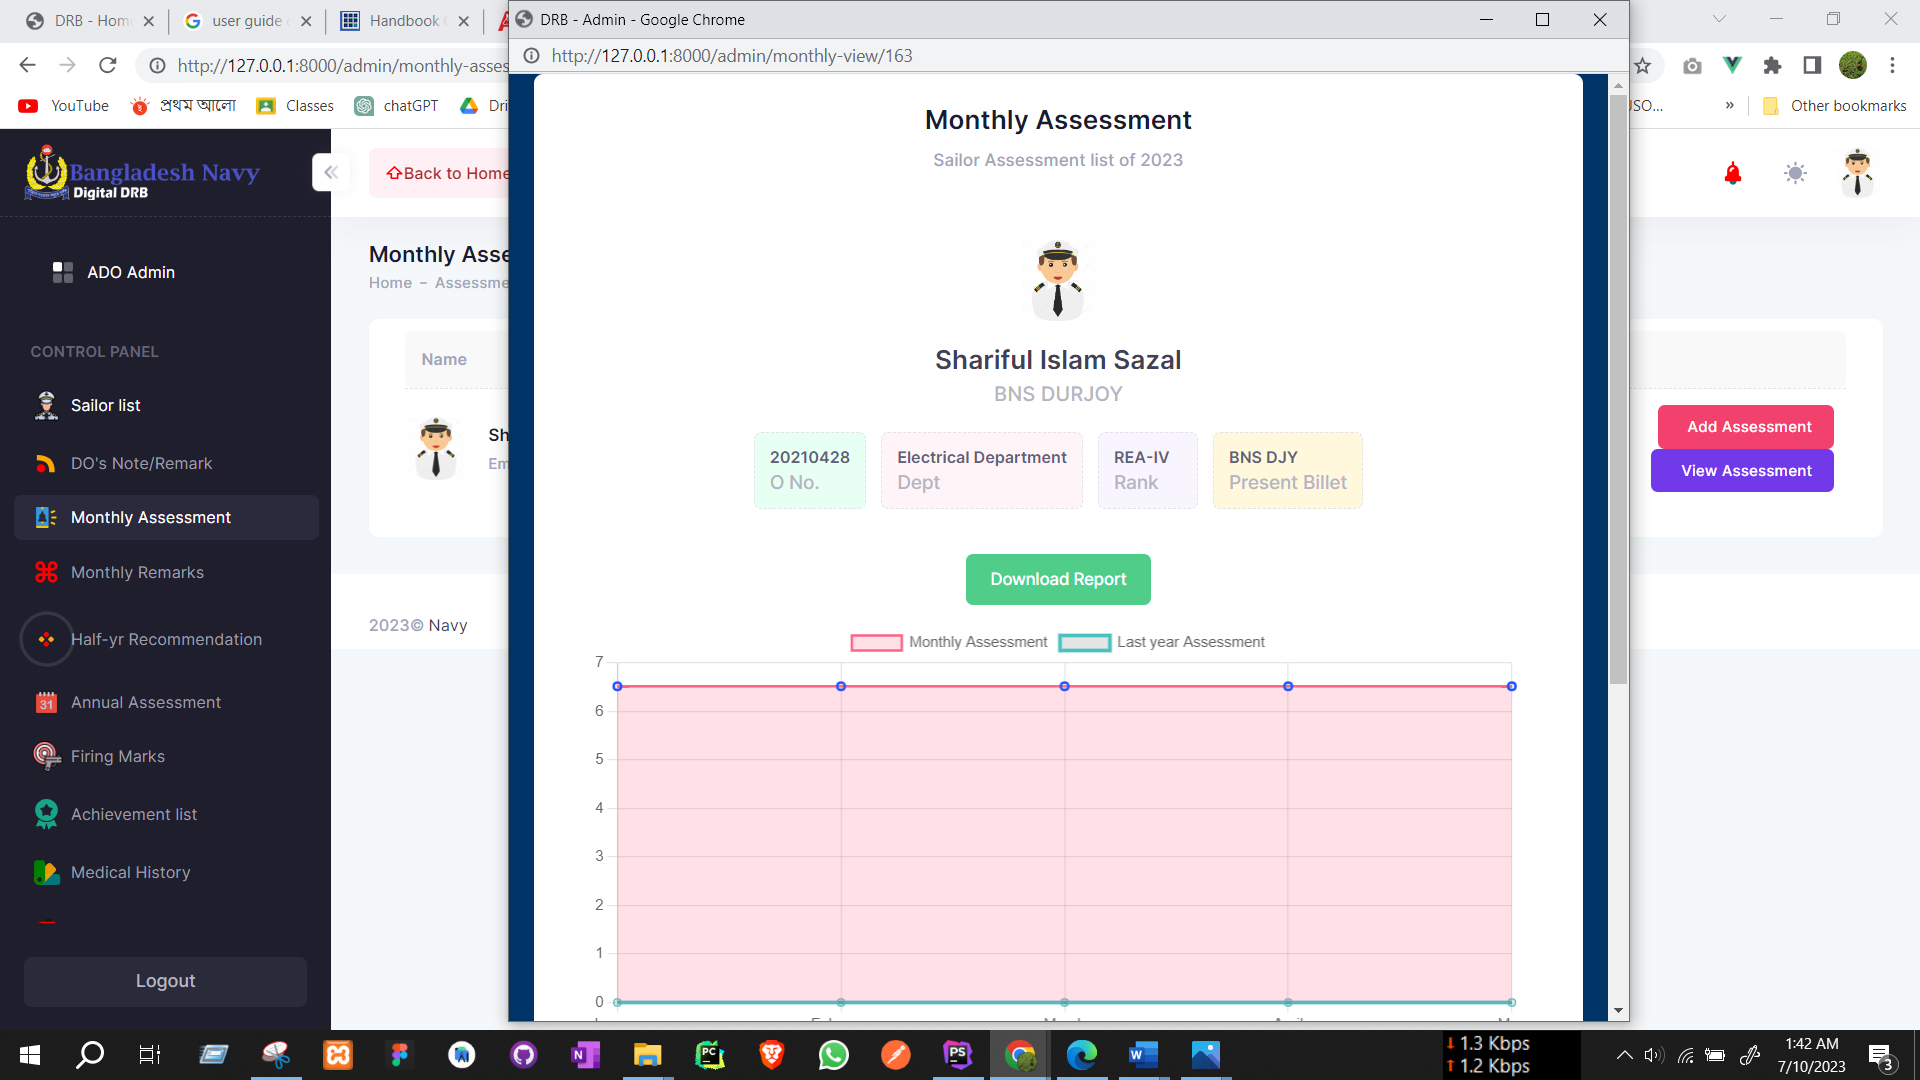 DRB - Hom
user guide
Handbook
DRB - Admin - Google Chrome
http://127.0.0.1:8000/admin/monthly-asses
http://127.0.0.1:8000/admin/monthly-view/163
YouTube
প্রথম আলো
Classes
chatGPT
Dri
USO...
»
Other bookmarks
Bangladesh Navy
Digital DRB
Back to Home
ADO Admin
CONTROL PANEL
Sailor list
DO's Note/Remark
Monthly Assessment
Monthly Remarks
Half-yr Recommendation
31
Annual Assessment
Firing Marks
Achievement list
Medical History
Logout
Monthly Asse
Home - Assessme
Name
Sh
Em
2023© Navy
Monthly Assessment
Sailor Assessment list of 2023
Shariful Islam Sazal
BNS DURJOY
20210428
O No.
Electrical Department
Dept
REA-IV
Rank
BNS DJY
Present Billet
Download Report
Monthly Assessment
Last year Assessment
7
6
5
4
3
2
1
0
Add Assessment
View Assessment
1.3 Kbps
1.2 Kbps
1:42 AM
7/10/2023
3